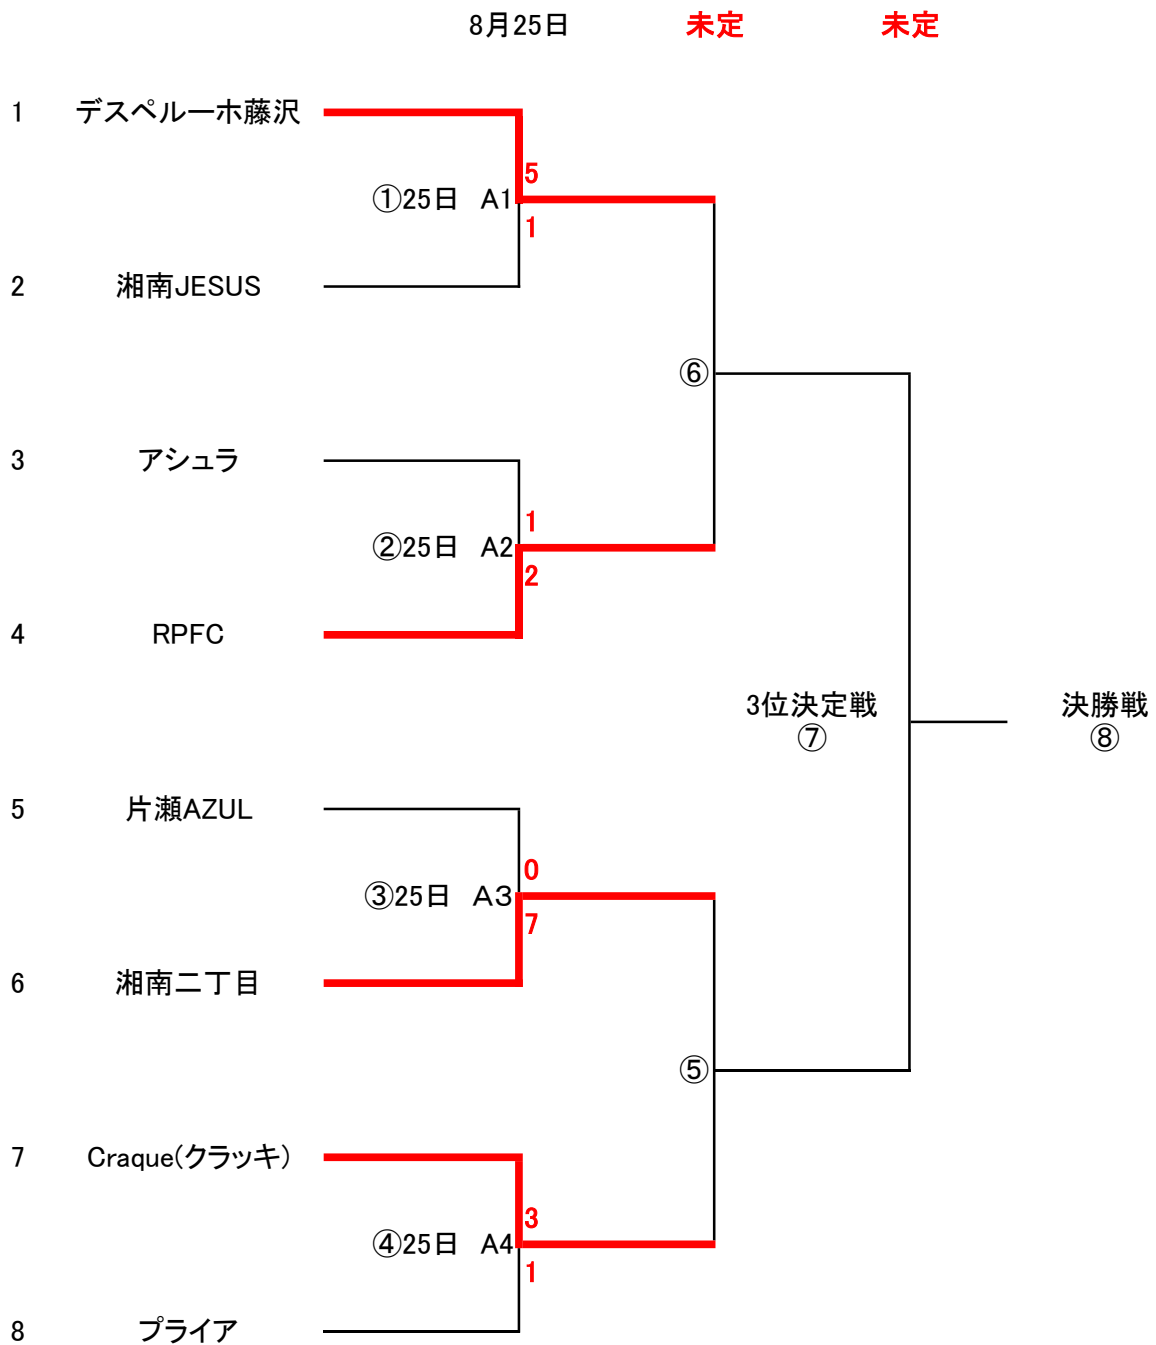 8月25日 未定 未定
1 デスペルーホ藤沢
5
①25日 A1
1
2 湘南JESUS
⑥
3 アシュラ
1
②25日 A2
2
4 RPFC
3位決定戦 決勝戦
⑦ ⑧
5 片瀬AZUL
0
③25日 A3
7
6 湘南二丁目
⑤
7 Craque(クラッキ)
3
④25日 A4
1
8 プライア